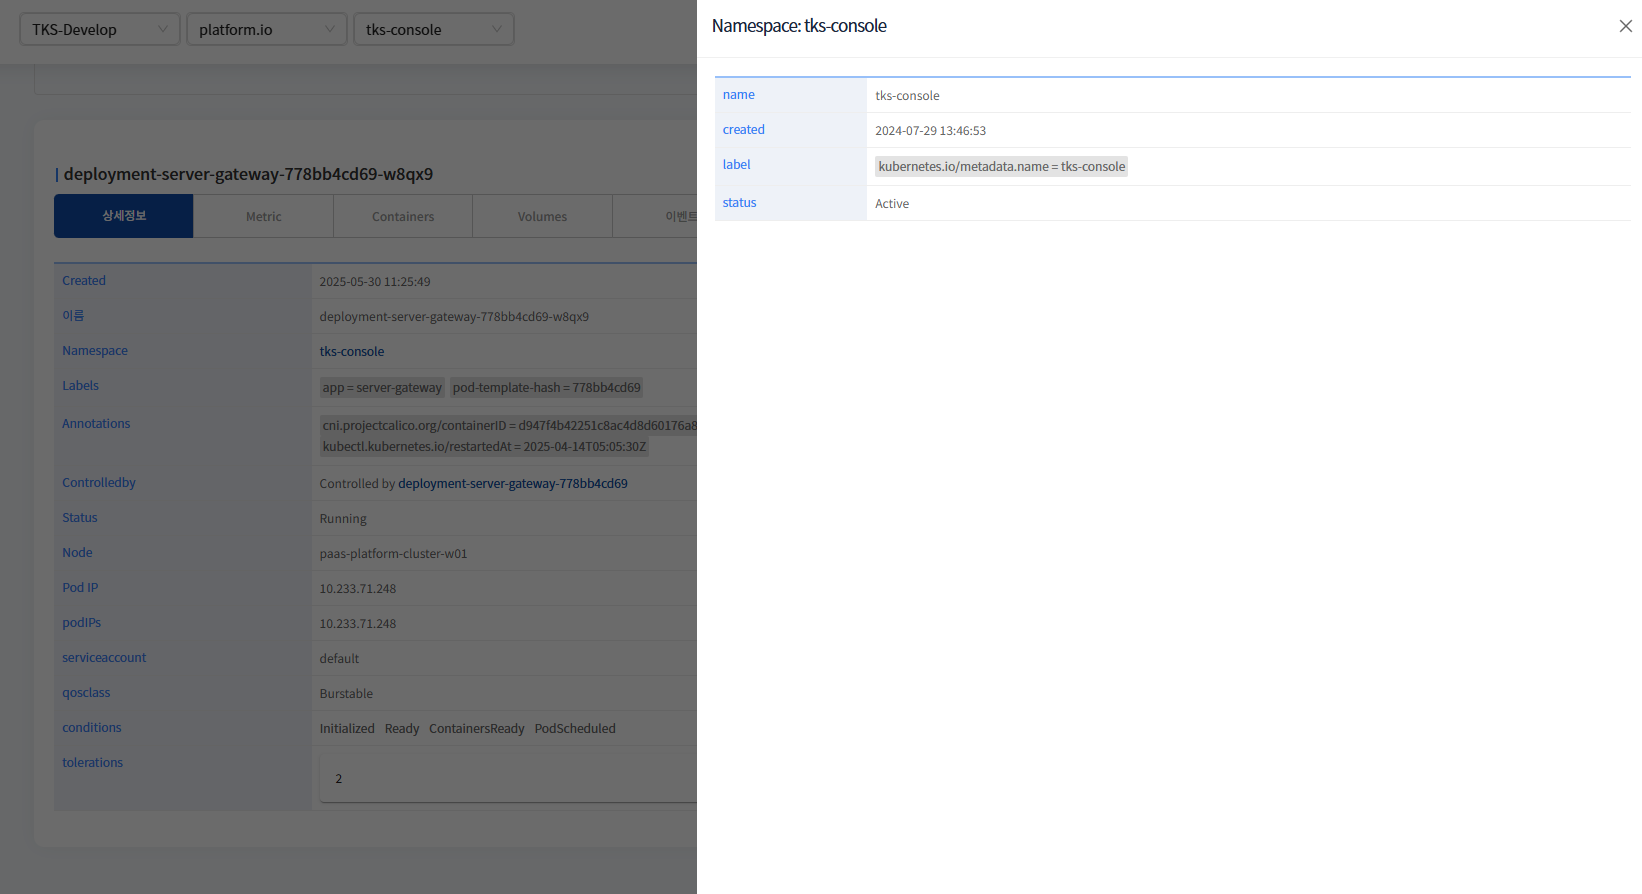 TKS-Develop platform.io tks-console
deployment-server-gateway-778bb4cd69-w8qx9
상세정보 Metric Containers Volumes 이벤트
Created 2025-05-30 11:25:49
이름 deployment-server-gateway-778bb4cd69-w8qx9
Namespace tks-console
Labels app = server-gateway pod-template-hash = 778bb4cd69
Annotations cni.projectcalico.org/containerID = d947f4b42251c8ac4d8d60176a8
kubectl.kubernetes.io/restartedAt = 2025-04-14T05:05:30Z
Controlledby Controlled by deployment-server-gateway-778bb4cd69
Status Running
Node paas-platform-cluster-w01
Pod IP 10.233.71.248
podIPs 10.233.71.248
serviceaccount default
qosclass Burstable
conditions Initialized Ready ContainersReady PodScheduled
tolerations 2
Namespace: tks-console
name tks-console
created 2024-07-29 13:46:53
label kubernetes.io/metadata.name = tks-console
status Active